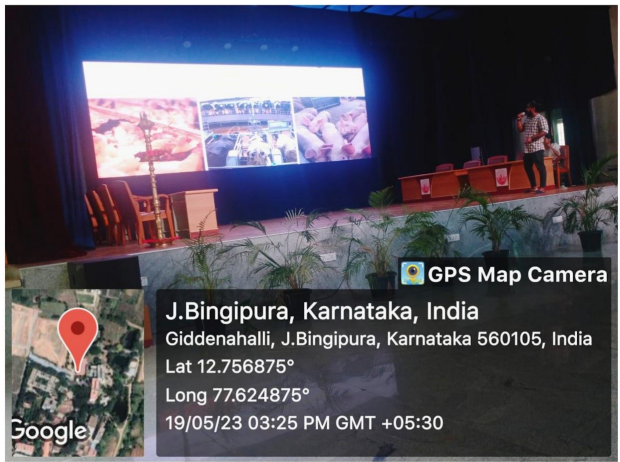 GPS Map Camera
J.Bingipura, Karnataka, India
Giddenahalli, J.Bingipura, Karnataka 560105, India
Lat 12.756875°
Long 77.624875°
19/05/23 03:25 PM GMT +05:30
Google